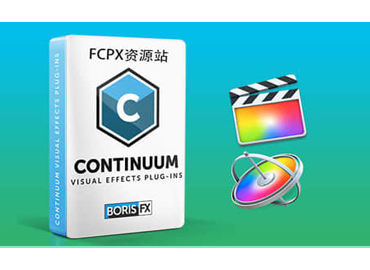 FCPX资源站
C
CONTINUUM
VISUAL EFFECTS PLUG-INS
BORIS FX
CONTINUUM VISUAL EFFECTS PLUG-INS